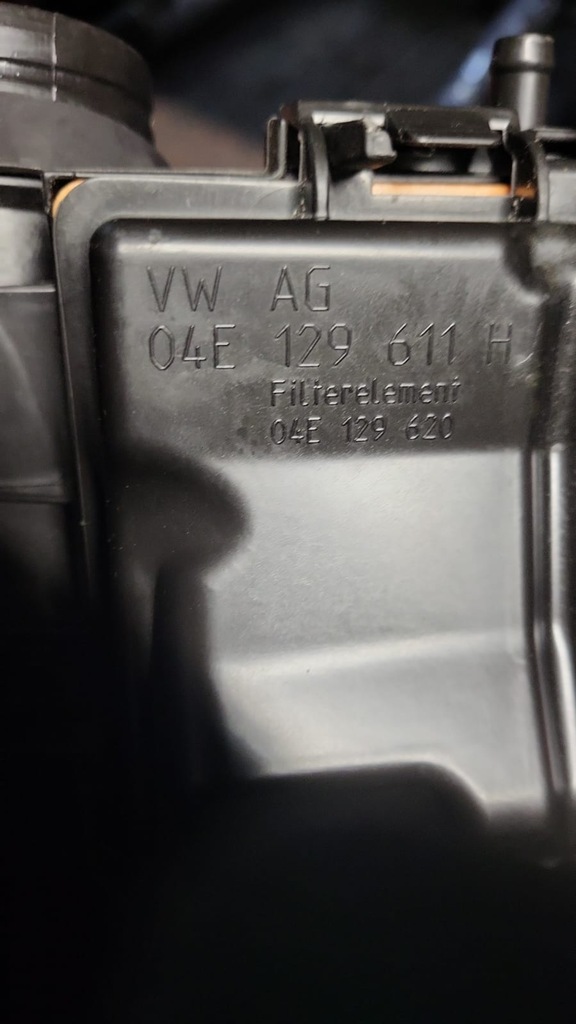 VW AG
04E 129 611 H
Filterelement
04E 129 620